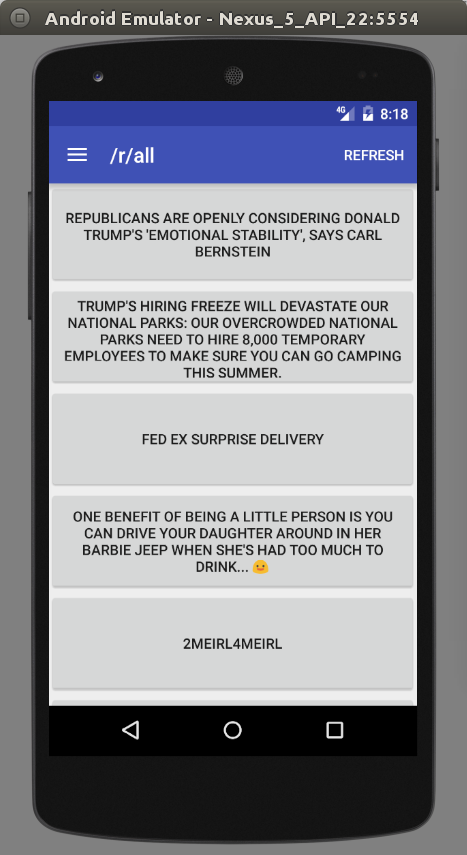 Android Emulator - Nexus_5_API_22:5554
4G 8:18
/r/all REFRESH
REPUBLICANS ARE OPENLY CONSIDERING DONALD
TRUMP'S 'EMOTIONAL STABILITY', SAYS CARL
BERNSTEIN
TRUMP'S HIRING FREEZE WILL DEVASTATE OUR
NATIONAL PARKS: OUR OVERCROWDED NATIONAL
PARKS NEED TO HIRE 8,000 TEMPORARY
EMPLOYEES TO MAKE SURE YOU CAN GO CAMPING
THIS SUMMER.
FED EX SURPRISE DELIVERY
ONE BENEFIT OF BEING A LITTLE PERSON IS YOU
CAN DRIVE YOUR DAUGHTER AROUND IN HER
BARBIE JEEP WHEN SHE'S HAD TOO MUCH TO
DRINK...
2MEIRL4MEIRL